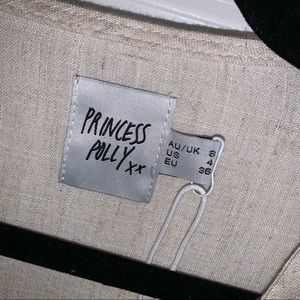 PRINCESS
POLLY xx
AU/UK 8
US 4
EU 36